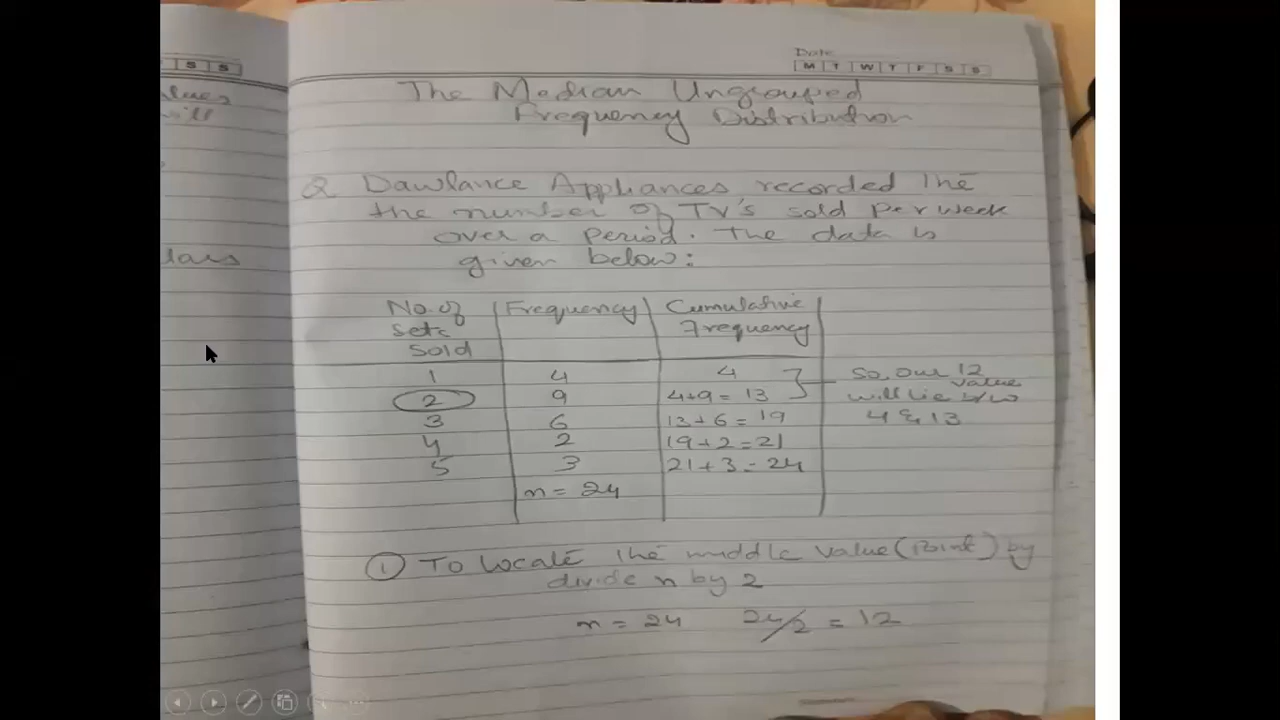 S S
Date
M T W T F S S
The Median Ungrouped
Frequency Distribution
will
Q Dawlance Appliances recorded the
the number of TV's sold per week
over a period. The data is
given below:
No. of Frequency Cumulative
sets Frequency
sold
1 4 4 so, our 12
value
2 9 4+9 = 13 will lie b/w
3 6 13+6 = 19 4 & 13
4 2 19+2 = 21
5 3 21+3 = 24
n = 24
① To Locate the middle value (Point) by
divide n by 2
n = 24 24/2 = 12